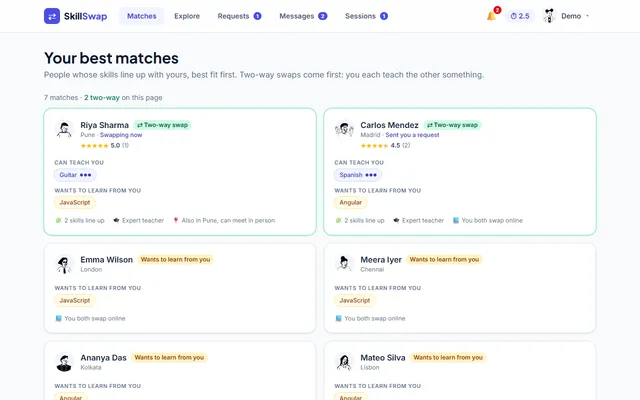 SkillSwap Matches Explore Requests 1 Messages 2 Sessions 1 3 2.5 Demo
Your best matches
People whose skills line up with yours, best fit first. Two-way swaps come first: you each teach the other something.
7 matches · 2 two-way on this page
Riya Sharma ⇄ Two-way swap
Pune · Swapping now
★★★★★ 5.0 (1)
CAN TEACH YOU
Guitar
WANTS TO LEARN FROM YOU
JavaScript
2 skills line up Expert teacher Also in Pune, can meet in person
Carlos Mendez ⇄ Two-way swap
Madrid · Sent you a request
4.5 (2)
CAN TEACH YOU
Spanish
WANTS TO LEARN FROM YOU
Angular
2 skills line up Expert teacher You both swap online
Emma Wilson Wants to learn from you
London
WANTS TO LEARN FROM YOU
JavaScript
You both swap online
Meera Iyer Wants to learn from you
Chennai
WANTS TO LEARN FROM YOU
JavaScript
You both swap online
Ananya Das Wants to learn from you
Kolkata
WANTS TO LEARN FROM YOU
Angular
Mateo Silva Wants to learn from you
Lisbon
WANTS TO LEARN FROM YOU
Angular